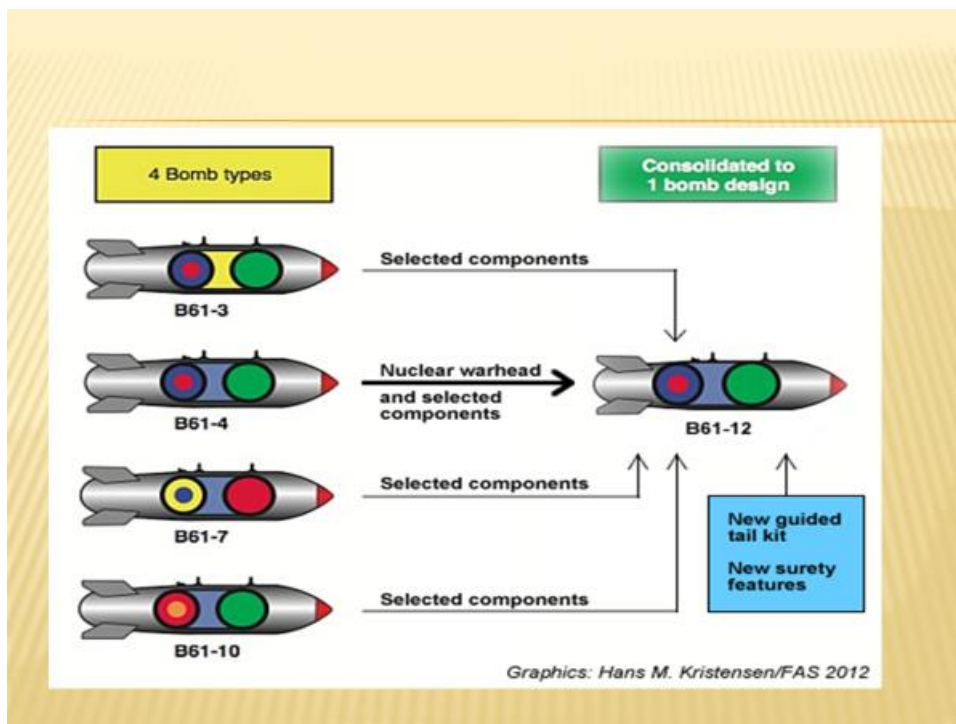 4 Bomb types
Consolidated to
1 bomb design
Selected components
B61-3
Nuclear warhead
and selected
components
B61-4
B61-12
Selected components
B61-7
New guided
tail kit
New surety
features
Selected components
B61-10
Graphics: Hans M. Kristensen/FAS 2012